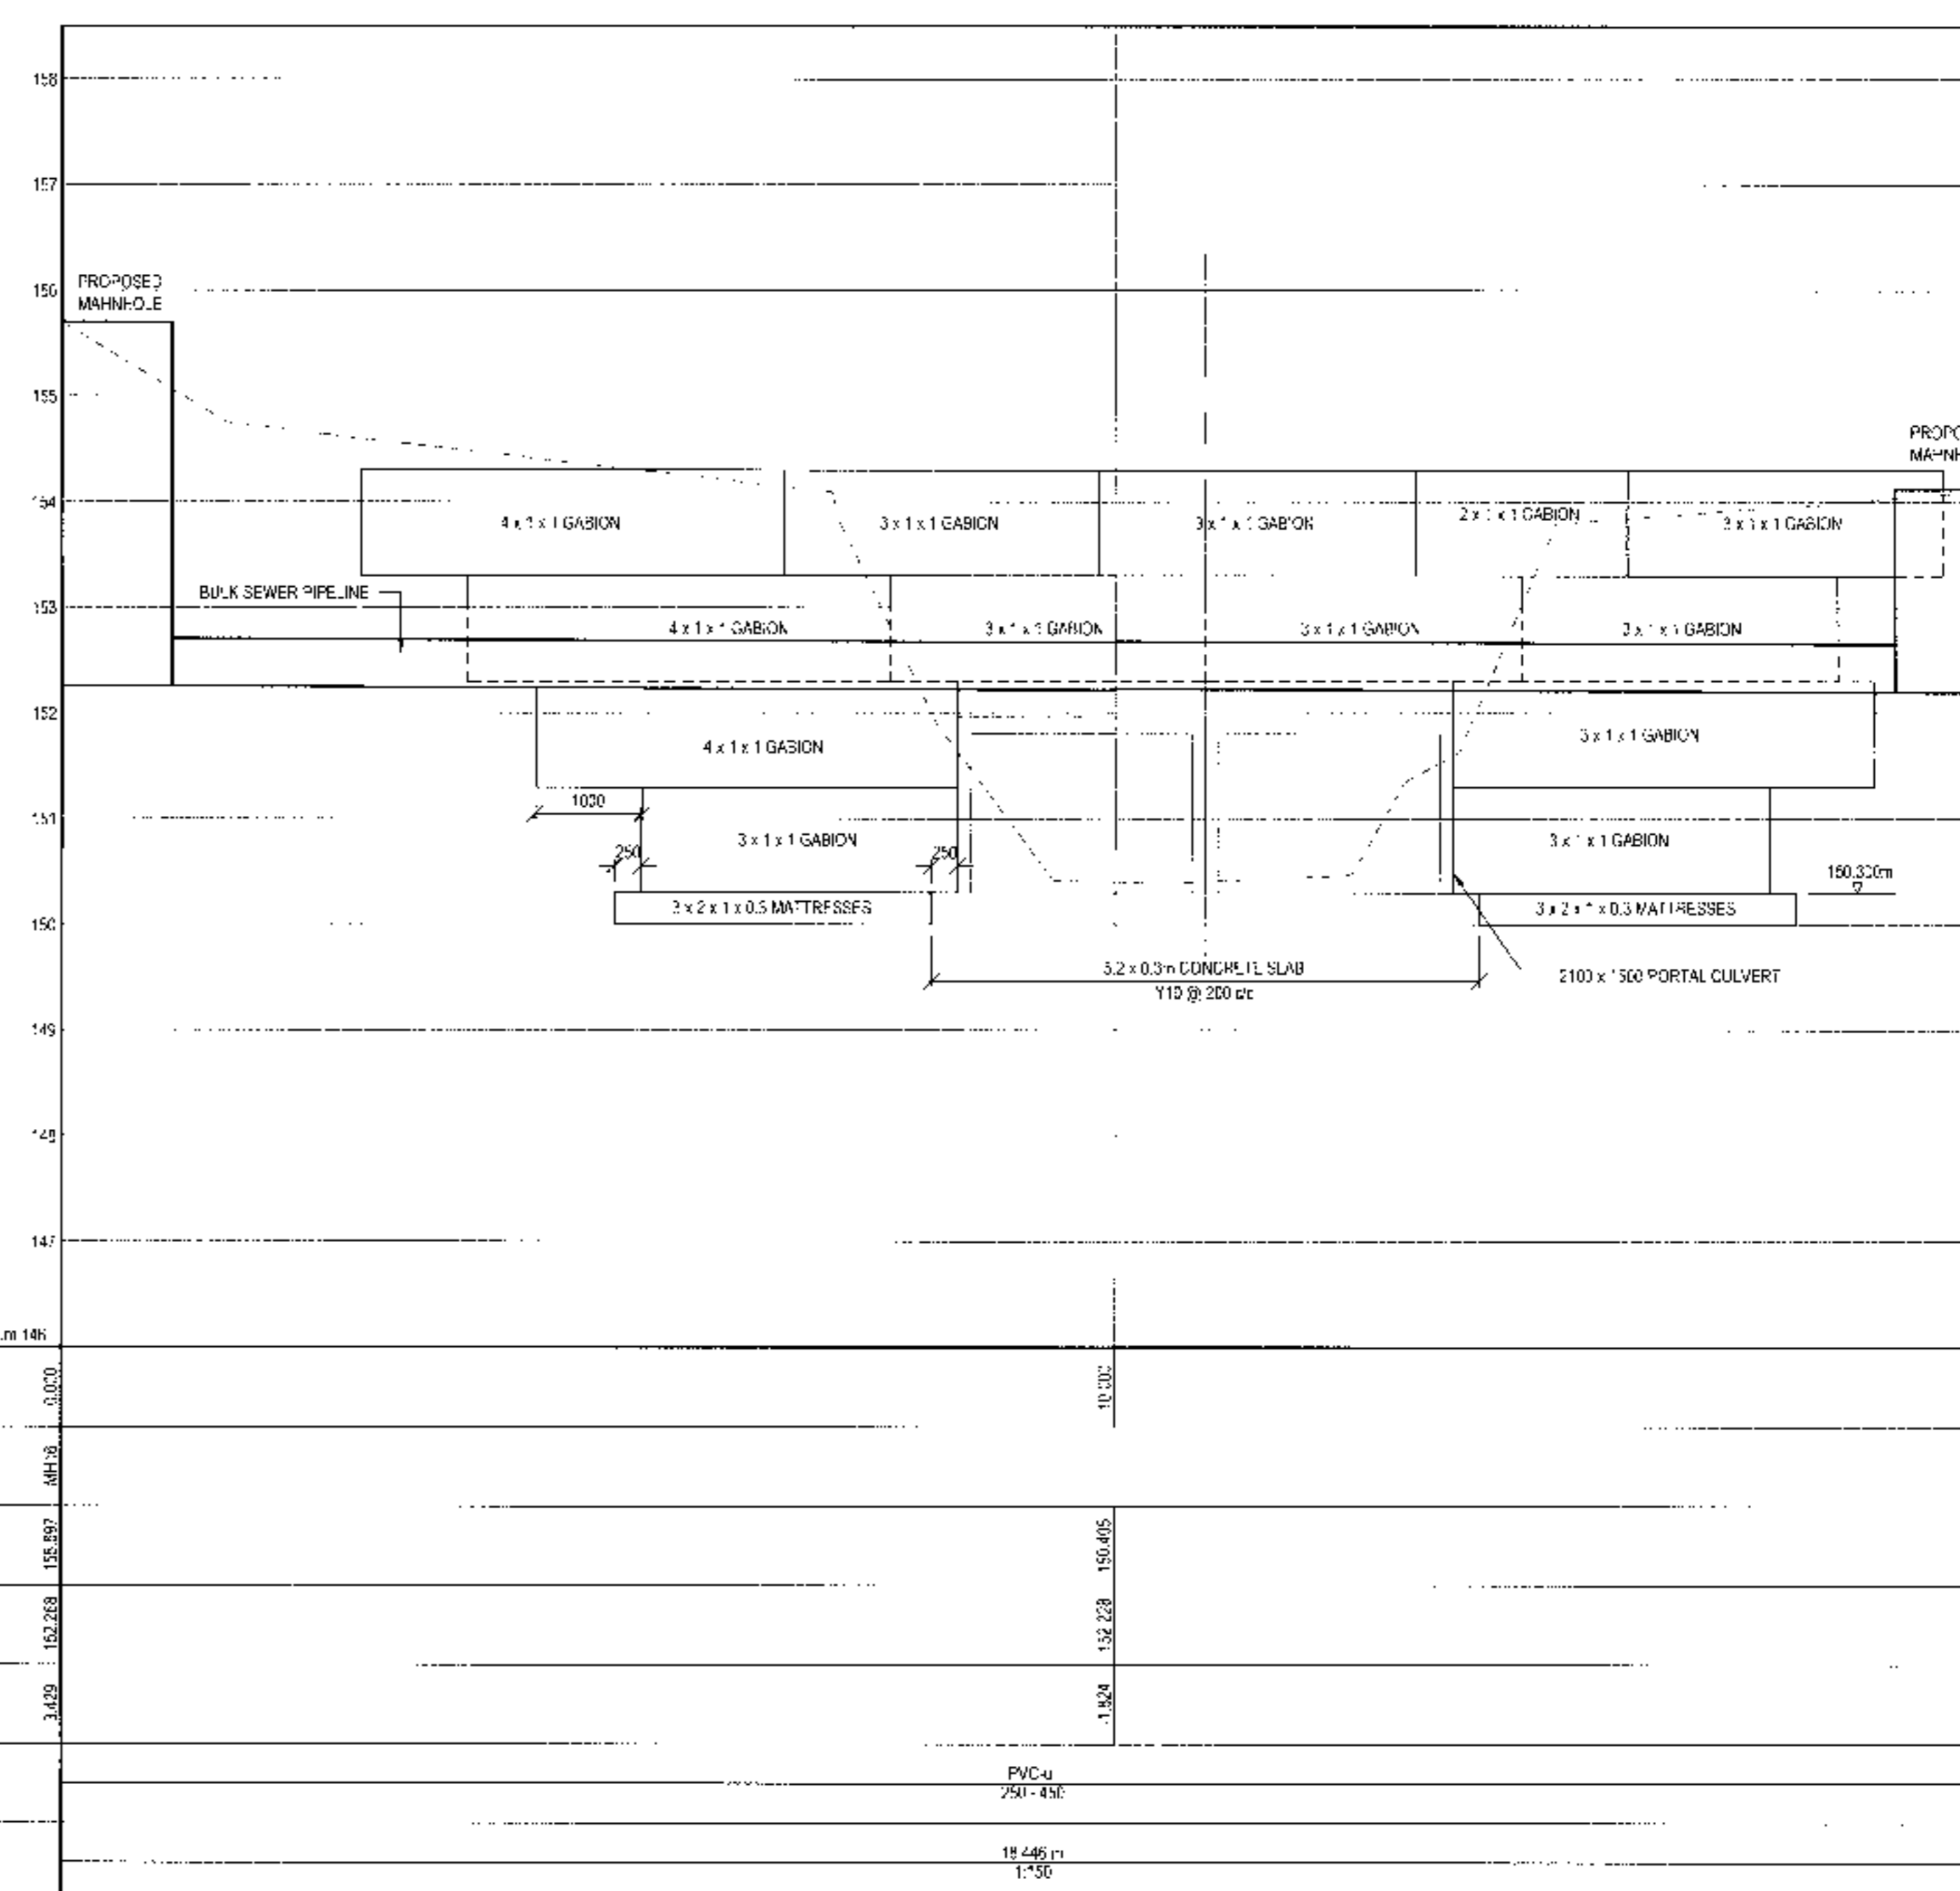 158
157
156
PROPOSED
MAHNHOLE
155
PROPO
MAHNH
154
4 x 1 x 1 GABION
3 x 1 x 1 GABION
3 x 1 x 1 GABION
2 x 1 x 1 GABION
3 x 1 x 1 GABION
BULK SEWER PIPELINE
153
4 x 1 x 1 GABION
3 x 1 x 1 GABION
3 x 1 x 1 GABION
3 x 1 x 1 GABION
152
4 x 1 x 1 GABION
3 x 1 x 1 GABION
1000
151
3 x 1 x 1 GABION
3 x 1 x 1 GABION
250
250
150.300m
3 x 2 x 1 x 0.3 MATTRESSES
3 x 2 x 1 x 0.3 MATTRESSES
150
5.2 x 0.3m CONCRETE SLAB
Y10 @ 200 c/c
2100 x 1500 PORTAL CULVERT
149
148
147
.m 146
0.000
10.000
MH16
155.697
150.405
152.268
152.228
3.429
-1.824
PVC-u
250 - 450
18.446 m
1:150